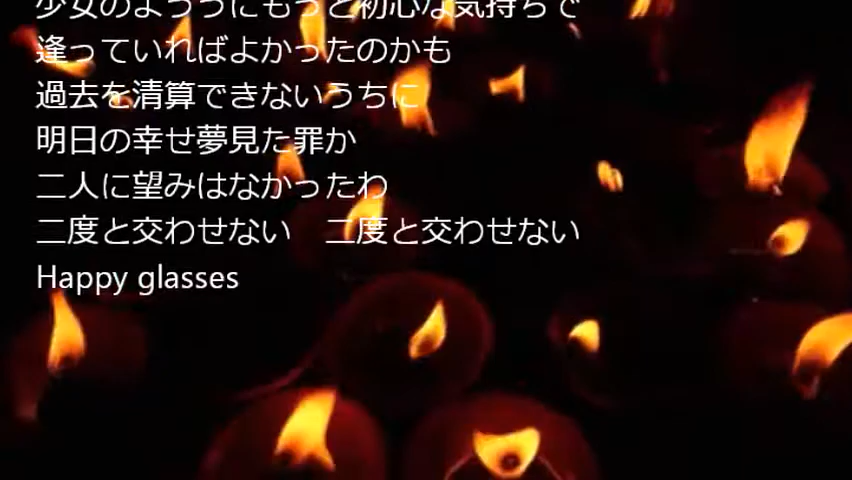 少女のよううにもっと初心な気持ちで
逢っていればよかったのかも
過去を清算できないうちに
明日の幸せ夢見た罪か
二人に望みはなかったわ
二度と交わせない　二度と交わせない
Happy glasses